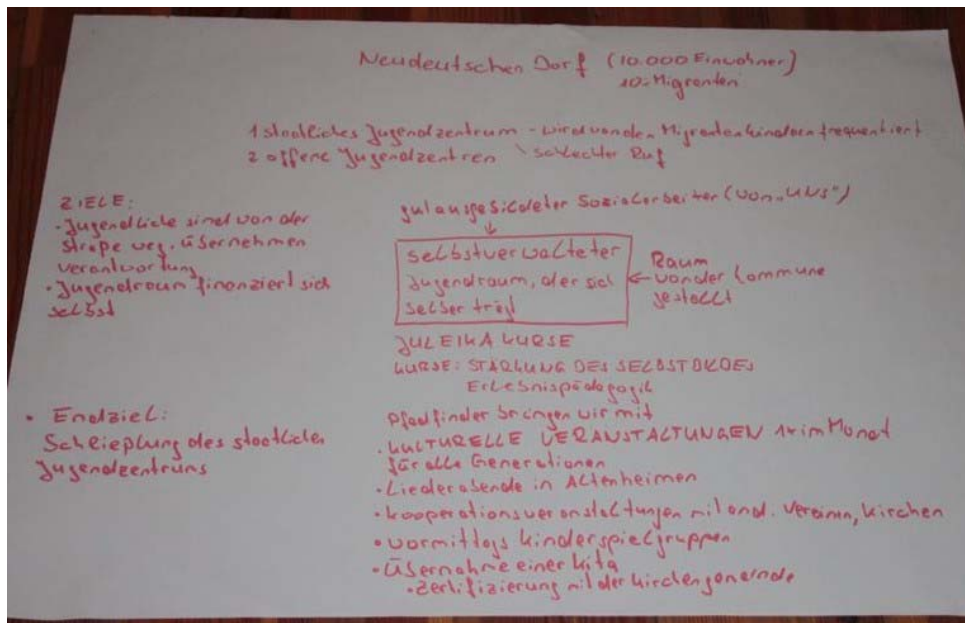 Neudeutschen Dorf (10.000 Einwohner)
10 Migranten
1 staatliches Jugendzentrum - wird von den Migrantenkindern frequentiert
2 offene Jugendzentren \ schlechter Ruf
ZIELE:
- Jugendliche sind von der
Straße weg, übernehmen
Verantwortung
- Jugendraum finanziert sich
selbst
• Endziel:
Schließung des staatlichen
Jugendzentrums
gut ausgebildeter Sozialarbeiter (von "UNS")
selbstverwalteter
Jugendraum, der sich
selber trägt
Raum
von der Kommune
gestellt
JULEIKA KURSE
KURSE: STÄRKUNG DES SELBSTBILDES
Erlebnispädagogik
Pfadfinder bringen wir mit
• KULTURELLE VERANSTALTUNGEN 1x im Monat
für alle Generationen
• Liederabende in Altenheimen
• Kooperationsveranstaltungen mit and. Vereinen, Kirchen
• vormittags Kinderspielgruppen
• Übernahme einer Kita
• Zertifizierung mit der Kirchengemeinde